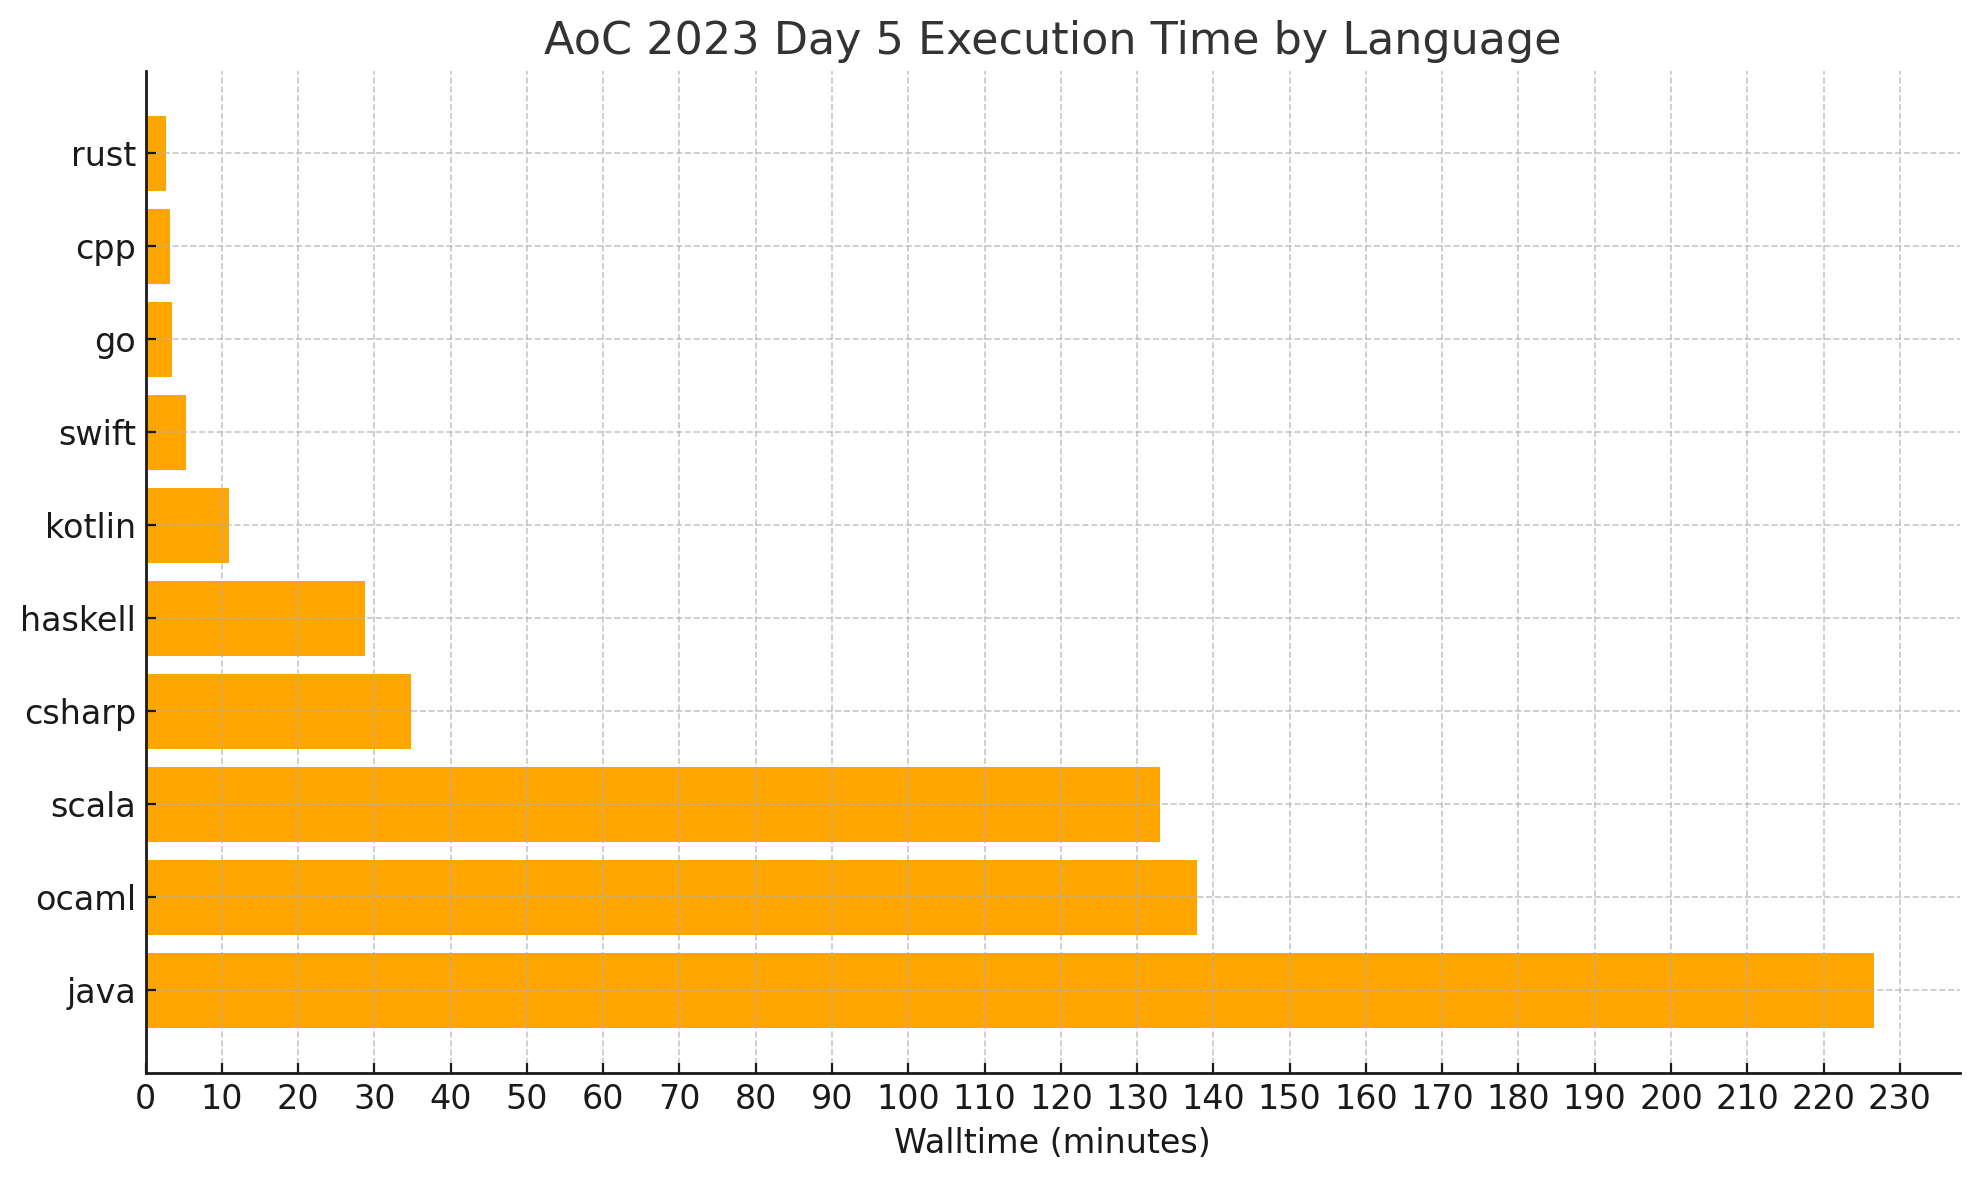 AoC 2023 Day 5 Execution Time by Language
rust
cpp
go
swift
kotlin
haskell
csharp
scala
ocaml
java
0 10 20 30 40 50 60 70 80 90 100 110 120 130 140 150 160 170 180 190 200 210 220 230
Walltime (minutes)